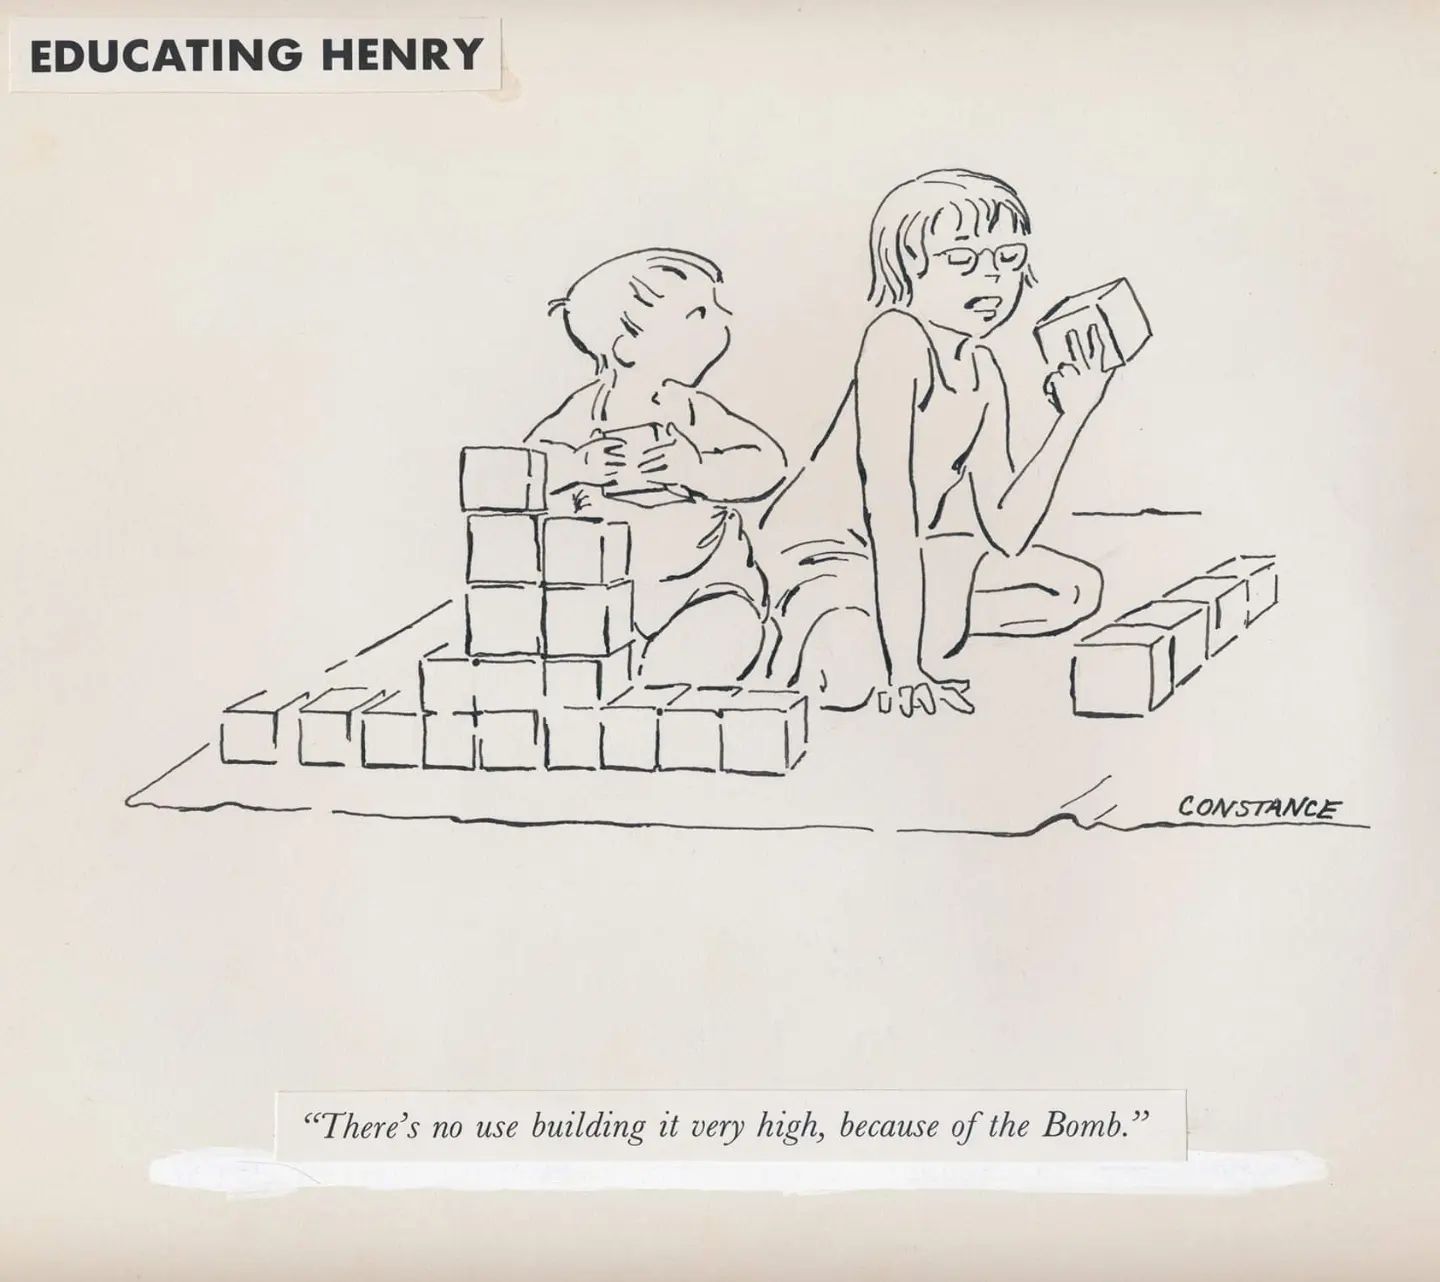 EDUCATING HENRY
CONSTANCE
“There’s no use building it very high, because of the Bomb.”